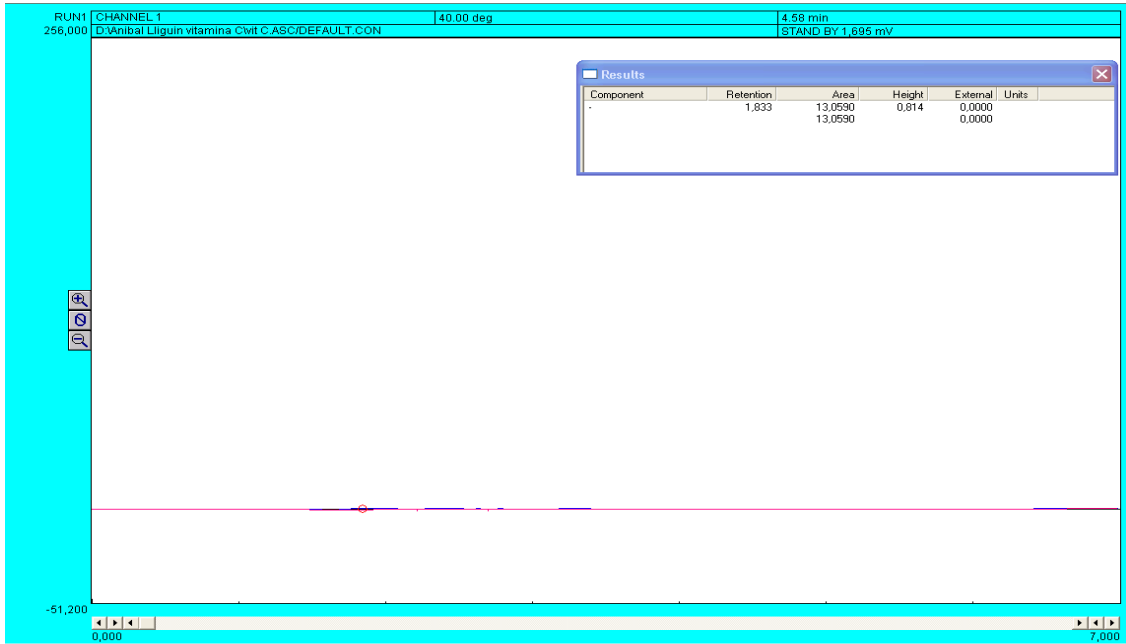 RUN1 CHANNEL 1 40.00 deg 4.58 min
256,000 D:\Anibal Lliguin vitamina C\vit C.ASC/DEFAULT.CON STAND BY 1,695 mV
Results
Component Retention Area Height External Units
- 1,833 13,0590 0,814 0,0000
13,0590 0,0000
-51,200
0,000 7,000